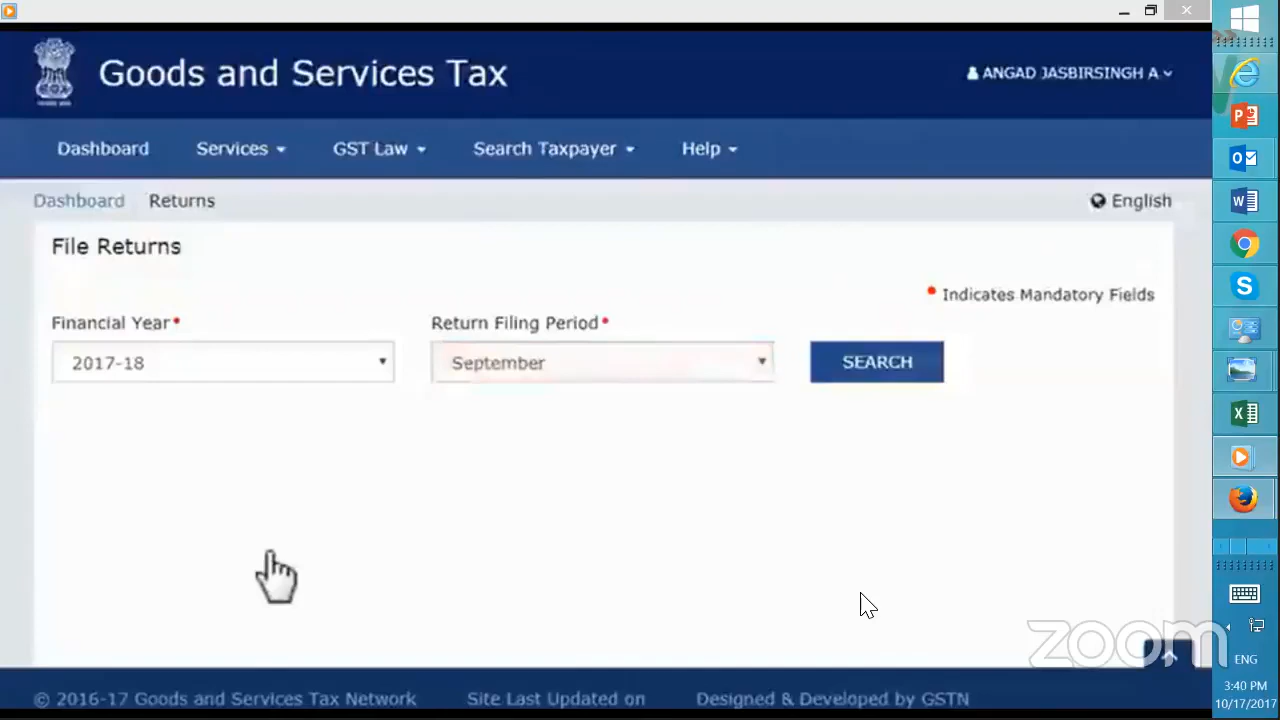 Goods and Services Tax
ANGAD JASBIRSINGH A
Dashboard Services GST Law Search Taxpayer Help
Dashboard Returns English
File Returns
• Indicates Mandatory Fields
Financial Year• Return Filing Period•
2017-18 September SEARCH
© 2016-17 Goods and Services Tax Network Site Last Updated on Designed & Developed by GSTN
zoom
ENG
3:40 PM
10/17/2017